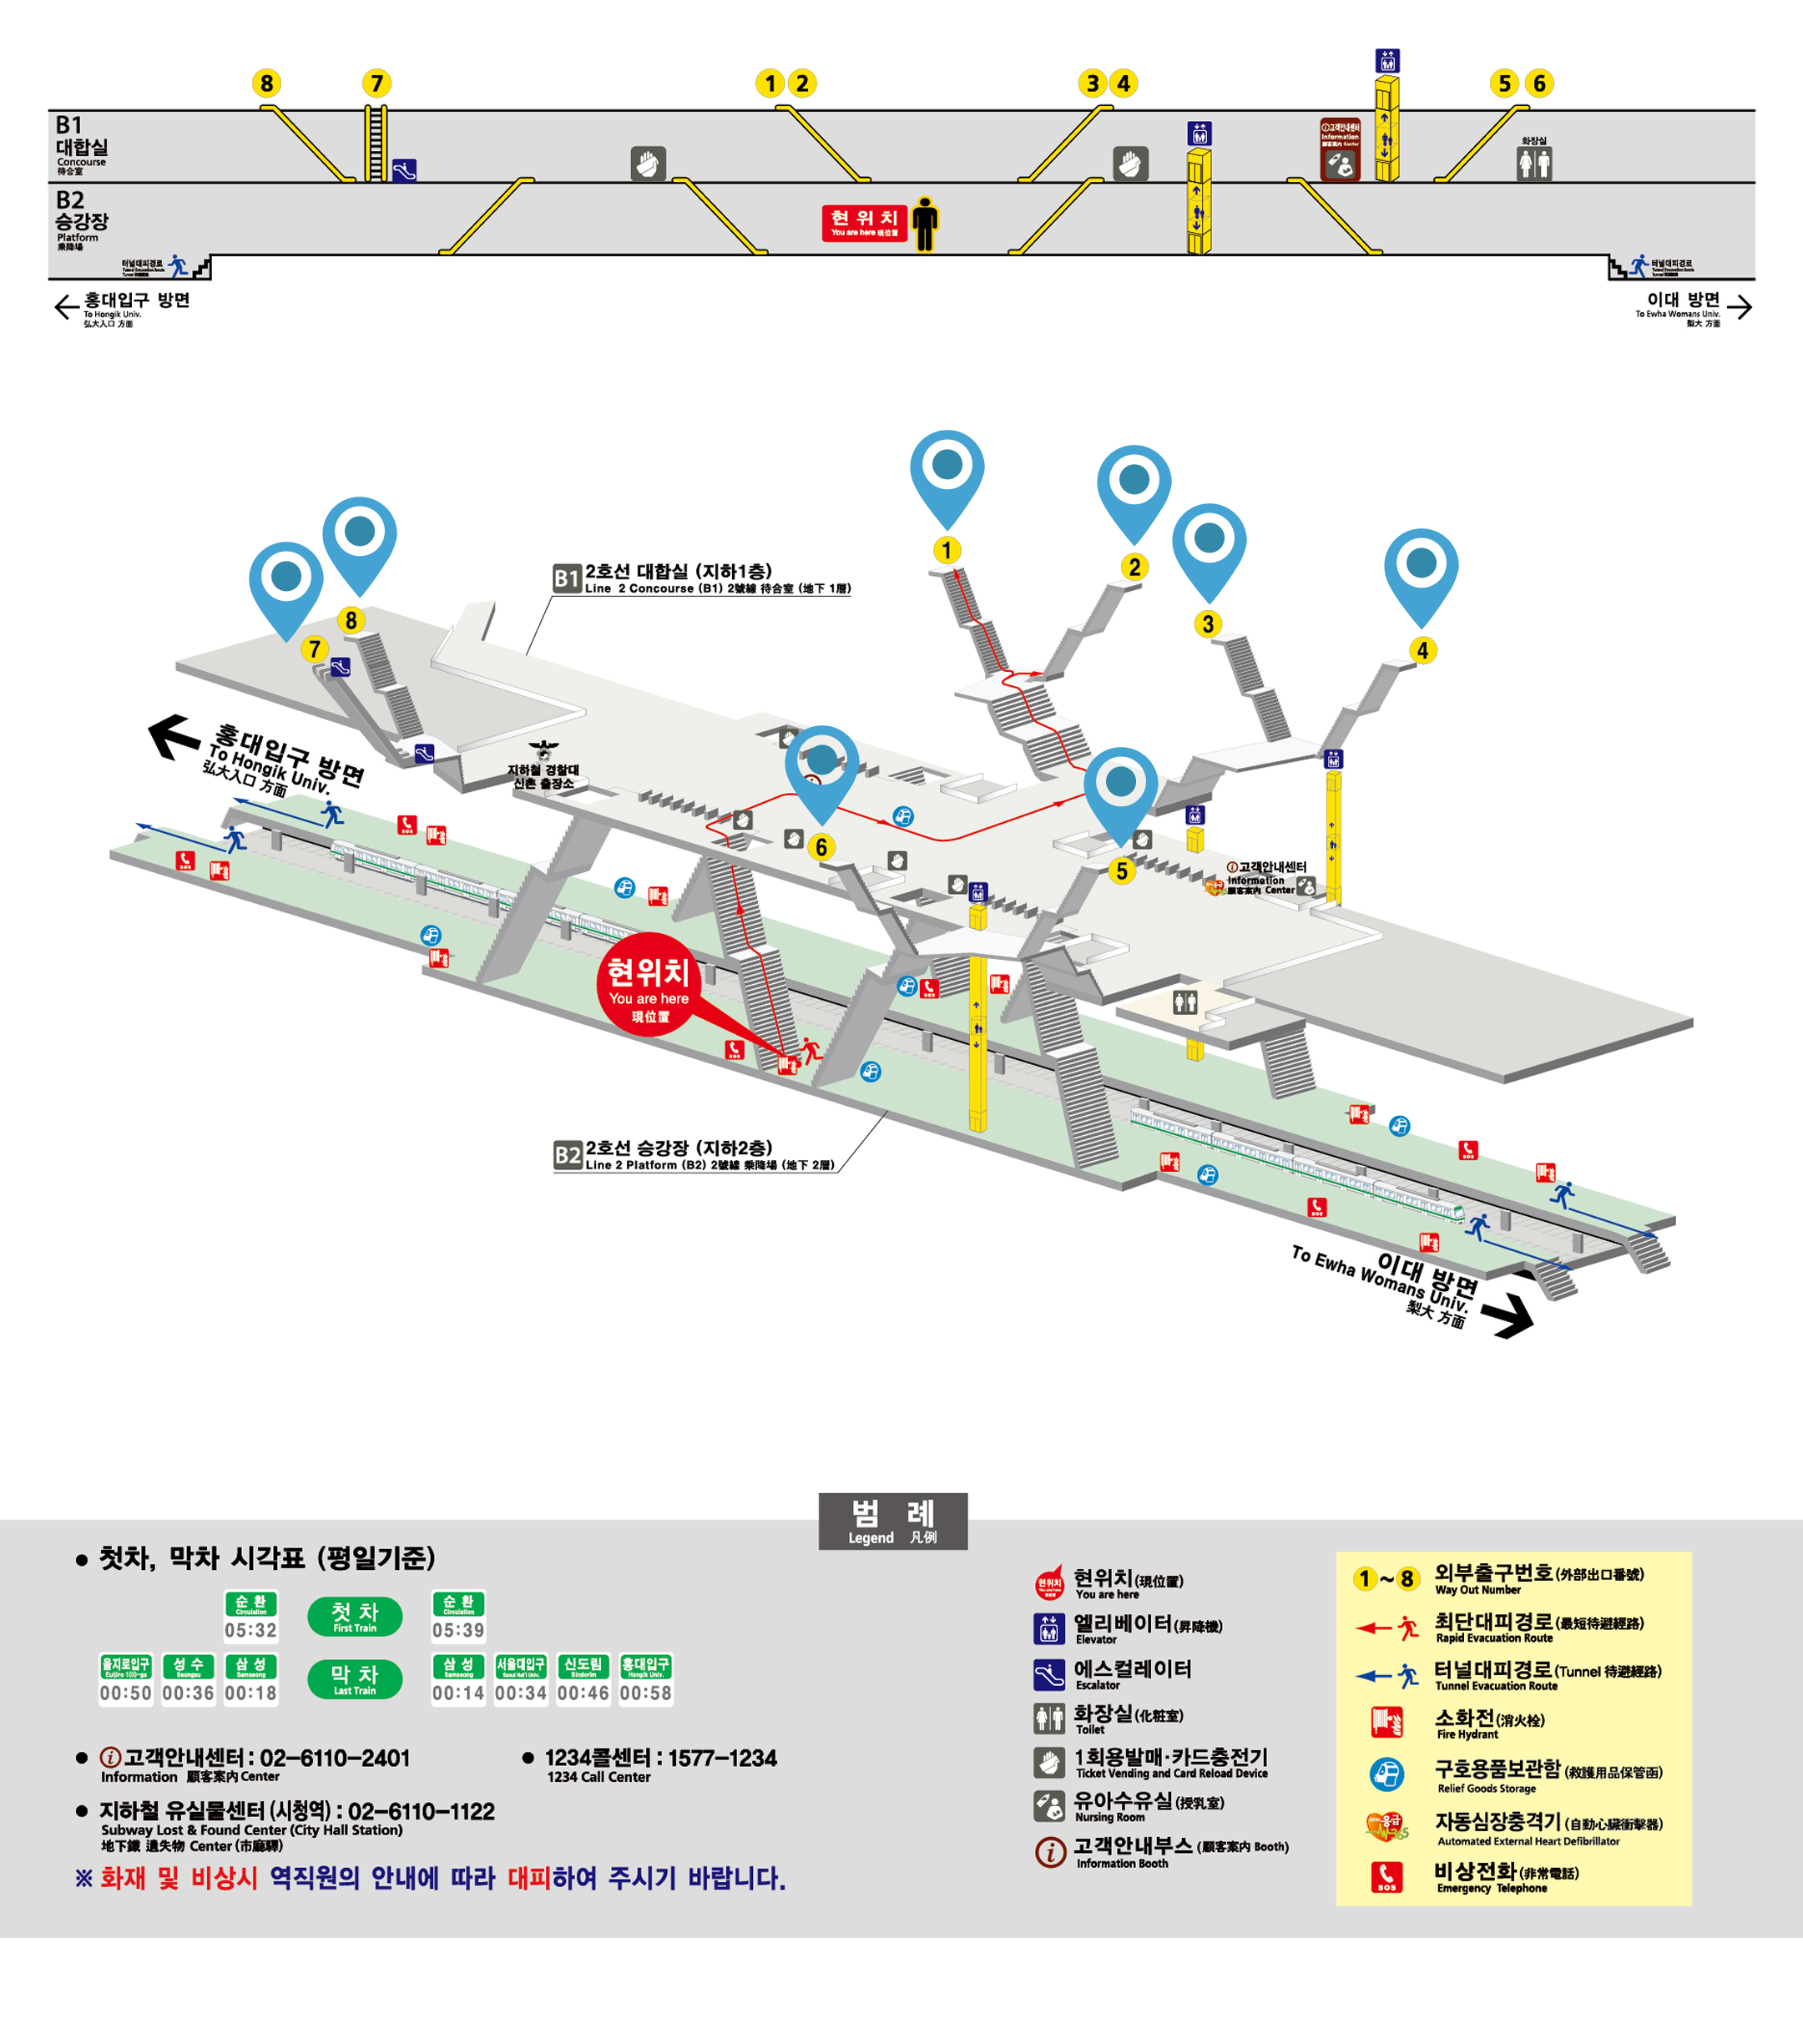 8
7
1 2
3 4
5 6
B1
대합실
Concourse
待合室
고객안내센터
Information
顧客案内 Center
화장실
B2
승강장
Platform
乘降場
현 위 치
You are here 現位置
터널대피경로
Tunnel Evacuation Route
터널대피경로
Tunnel Evacuation Route
홍대입구 방면
To Hongik Univ.
弘大入口 方面
이대 방면
To Ewha Womans Univ.
梨大 方面
1
2
3
4
B1 2호선 대합실 (지하1층)
Line 2 Concourse (B1) 2號線 待合室 (地下 1層)
8
7
홍대입구 방면
To Hongik Univ.
弘大入口 方面
지하철 경찰대
신촌 출장소
6
5
고객안내센터
Information
顧客案内 Center
현위치
You are here
現位置
SOS
SOS
SOS
SOS
SOS
SOS
B2 2호선 승강장 (지하2층)
Line 2 Platform (B2) 2號線 乘降場 (地下 2層)
이대 방면
To Ewha Womans Univ.
梨大 方面
범 례
Legend 凡例
● 첫차, 막차 시각표 (평일기준)
순 환
Circulation
05:32
첫 차
First Train
순 환
Circulation
05:39
을지로입구
Euljiro 1(il)-ga
00:50
성 수
Seongsu
00:36
삼 성
Samseong
00:18
막 차
Last Train
삼 성
Samseong
00:14
서울대입구
Seoul Nat'l Univ.
00:34
신도림
Sindorim
00:46
홍대입구
Hongik Univ.
00:58
● 고객안내센터 : 02-6110-2401
Information 顧客案内 Center
● 1234콜센터 : 1577-1234
1234 Call Center
● 지하철 유실물센터 (시청역) : 02-6110-1122
Subway Lost & Found Center (City Hall Station)
地下鐵 遺失物 Center (市廳驛)
※ 화재 및 비상시 역직원의 안내에 따라 대피하여 주시기 바랍니다.
현위치
현위치 (現位置)
You are here
엘리베이터 (昇降機)
Elevator
에스컬레이터
Escalator
화장실 (化粧室)
Toilet
1회용발매·카드충전기
Ticket Vending and Card Reload Device
유아수유실 (授乳室)
Nursing Room
고객안내부스 (顧客案内 Booth)
Information Booth
1 ~ 8 외부출구번호 (外部出口番號)
Way Out Number
최단대피경로 (最短待避經路)
Rapid Evacuation Route
터널대피경로 (Tunnel 待避經路)
Tunnel Evacuation Route
소화전 (消火栓)
Fire Hydrant
구호용품보관함 (救護用品保管函)
Relief Goods Storage
자동심장충격기 (自動心臟衝擊器)
Automated External Heart Defibrillator
SOS
비상전화 (非常電話)
Emergency Telephone